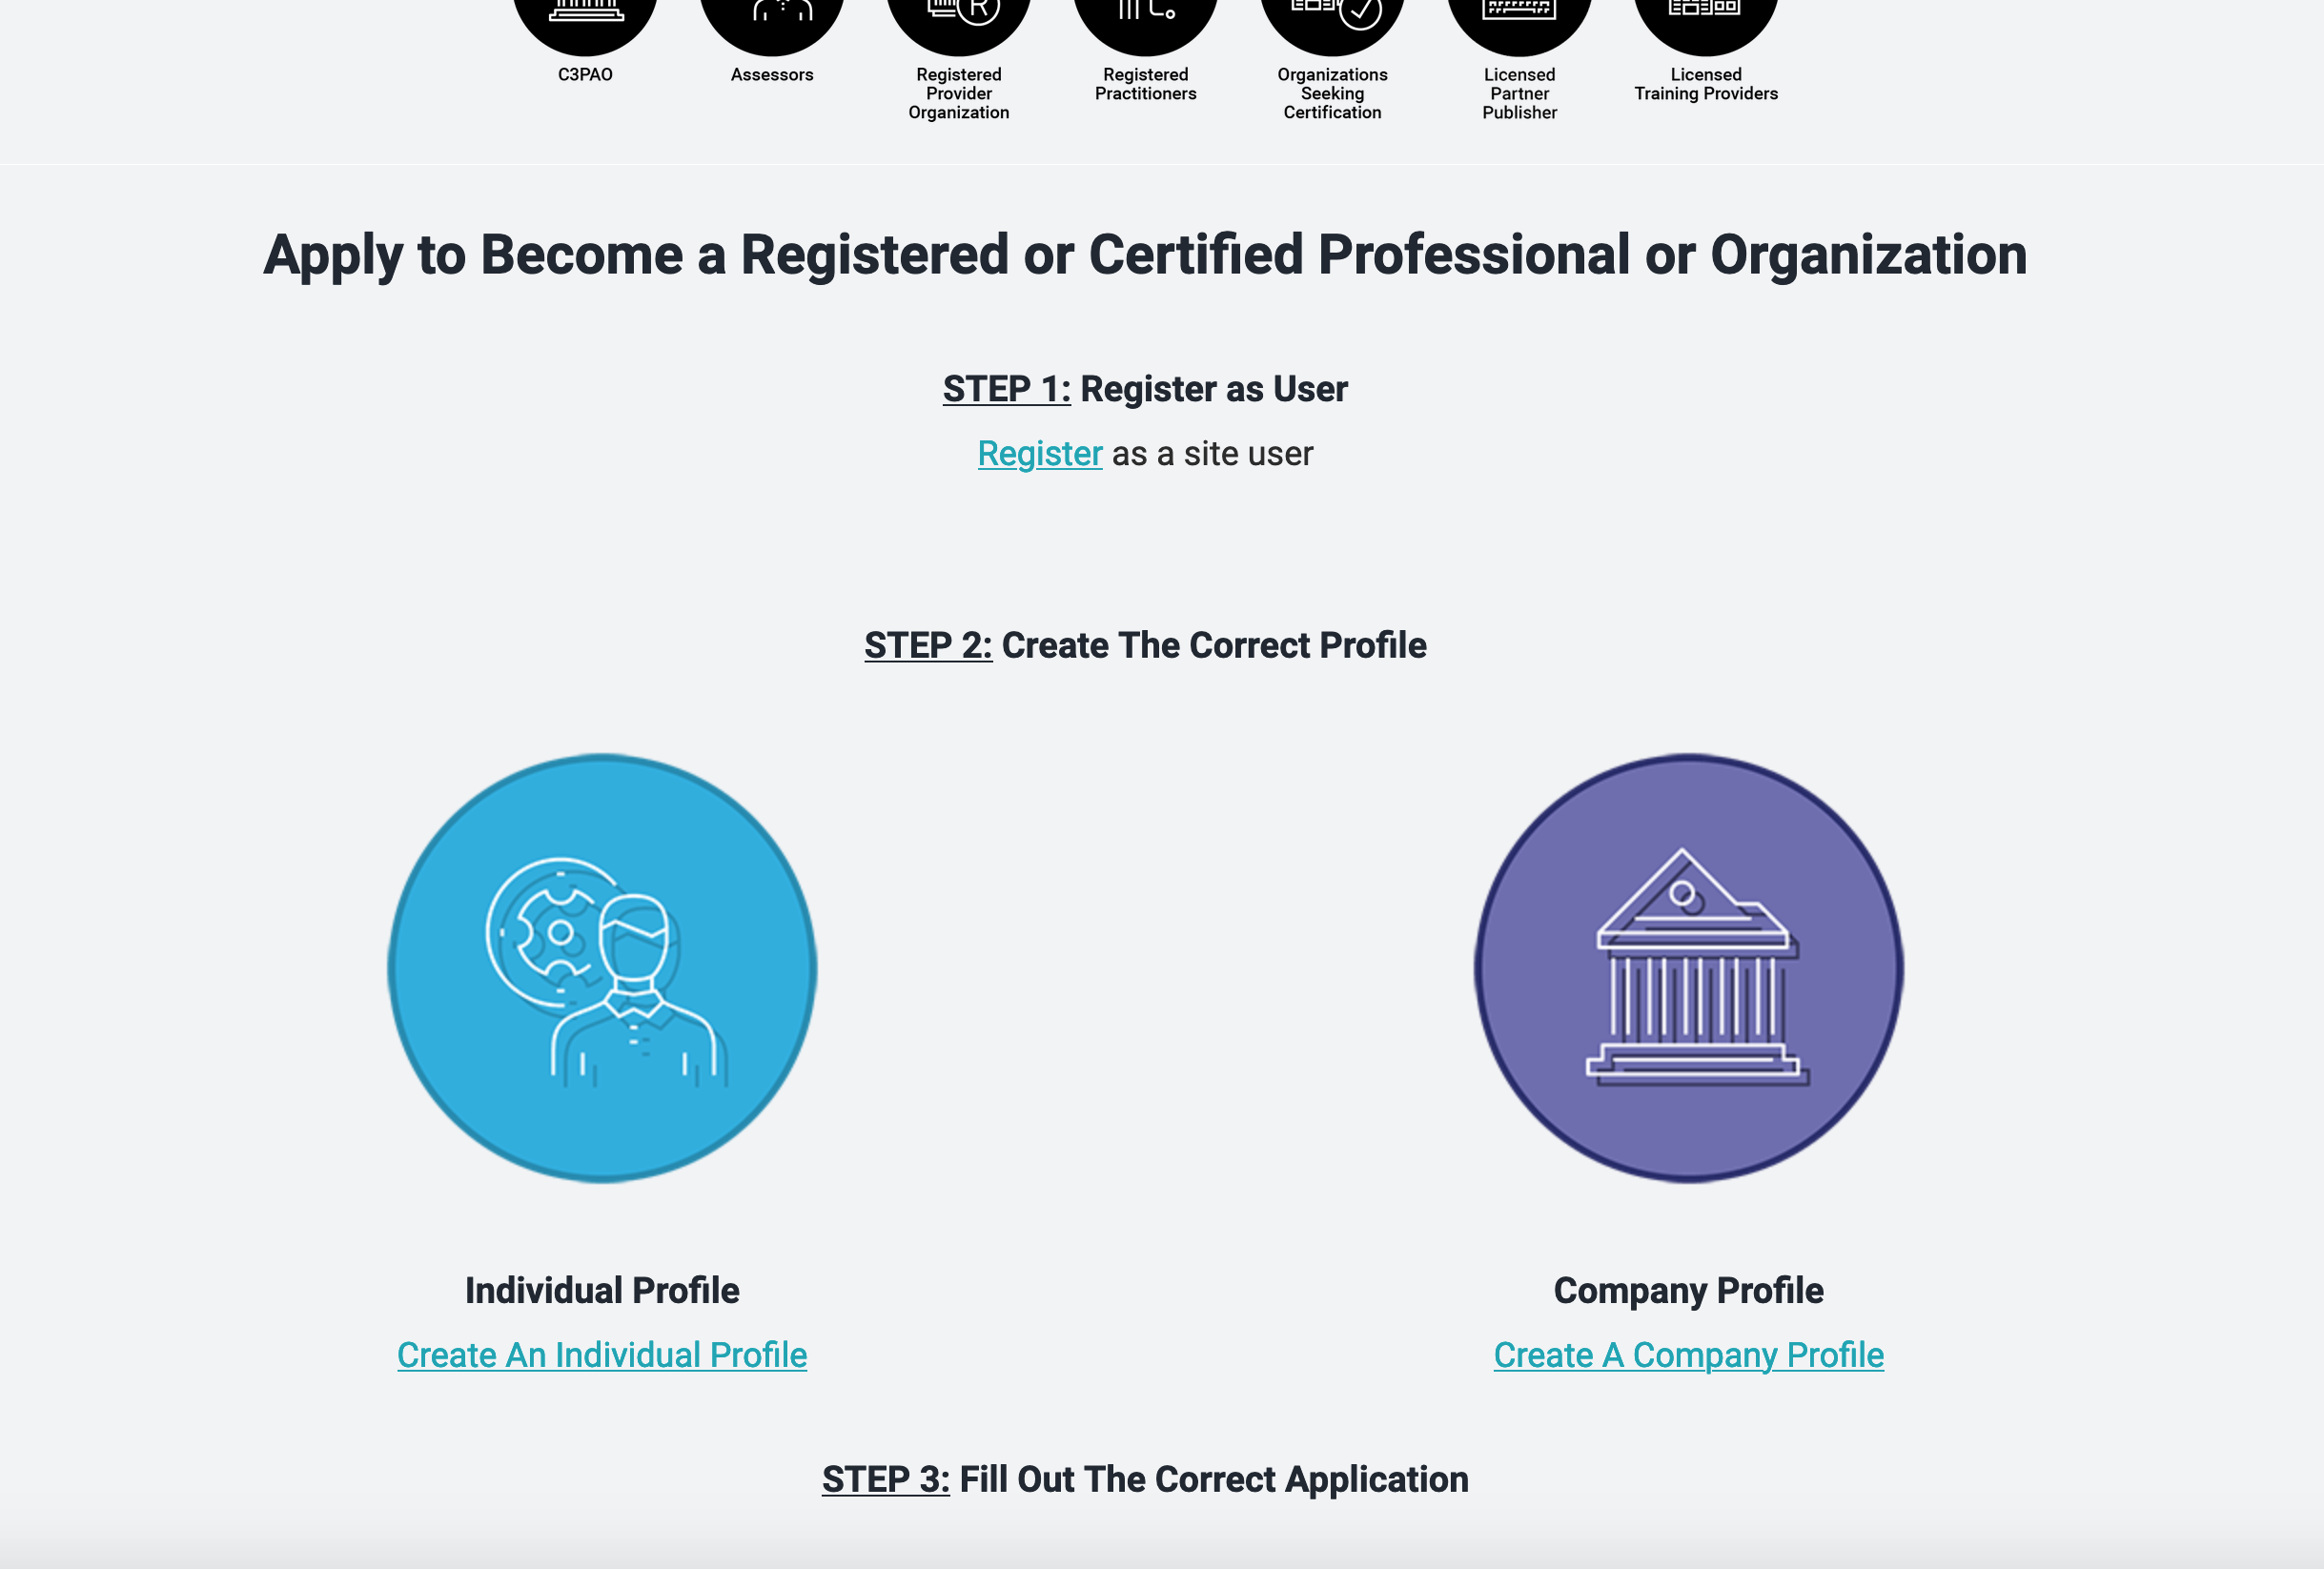 C3PAO
Assessors
Registered
Provider
Organization
Registered
Practitioners
Organizations
Seeking
Certification
Licensed
Partner
Publisher
Licensed
Training Providers
Apply to Become a Registered or Certified Professional or Organization
STEP 1: Register as User
Register as a site user
STEP 2: Create The Correct Profile
Individual Profile
Create An Individual Profile
Company Profile
Create A Company Profile
STEP 3: Fill Out The Correct Application